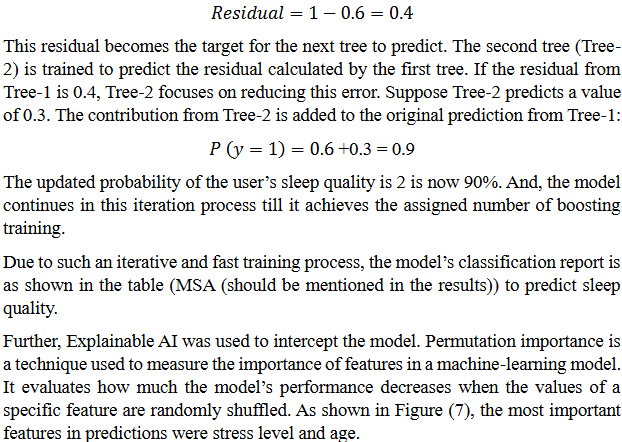 Residual = 1 − 0.6 = 0.4
This residual becomes the target for the next tree to predict. The second tree (Tree-
2) is trained to predict the residual calculated by the first tree. If the residual from
Tree-1 is 0.4, Tree-2 focuses on reducing this error. Suppose Tree-2 predicts a value
of 0.3. The contribution from Tree-2 is added to the original prediction from Tree-1:
P (y = 1) = 0.6 +0.3 = 0.9
The updated probability of the user’s sleep quality is 2 is now 90%. And, the model
continues in this iteration process till it achieves the assigned number of boosting
training.
Due to such an iterative and fast training process, the model’s classification report is
as shown in the table (MSA (should be mentioned in the results)) to predict sleep
quality.
Further, Explainable AI was used to intercept the model. Permutation importance is
a technique used to measure the importance of features in a machine-learning model.
It evaluates how much the model’s performance decreases when the values of a
specific feature are randomly shuffled. As shown in Figure (7), the most important
features in predictions were stress level and age.